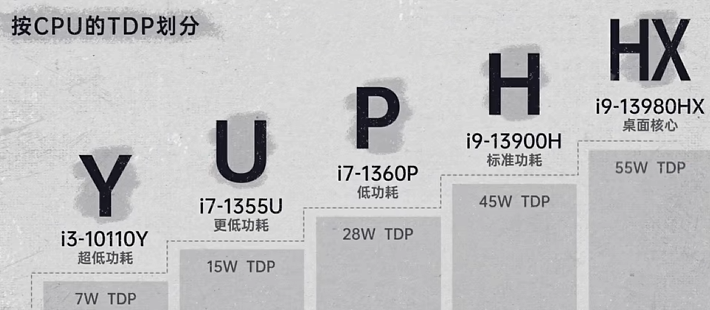 按CPU的TDP划分
Y
i3-10110Y
超低功耗
7W TDP
U
i7-1355U
更低功耗
15W TDP
P
i7-1360P
低功耗
28W TDP
H
i9-13900H
标准功耗
45W TDP
HX
i9-13980HX
桌面核心
55W TDP